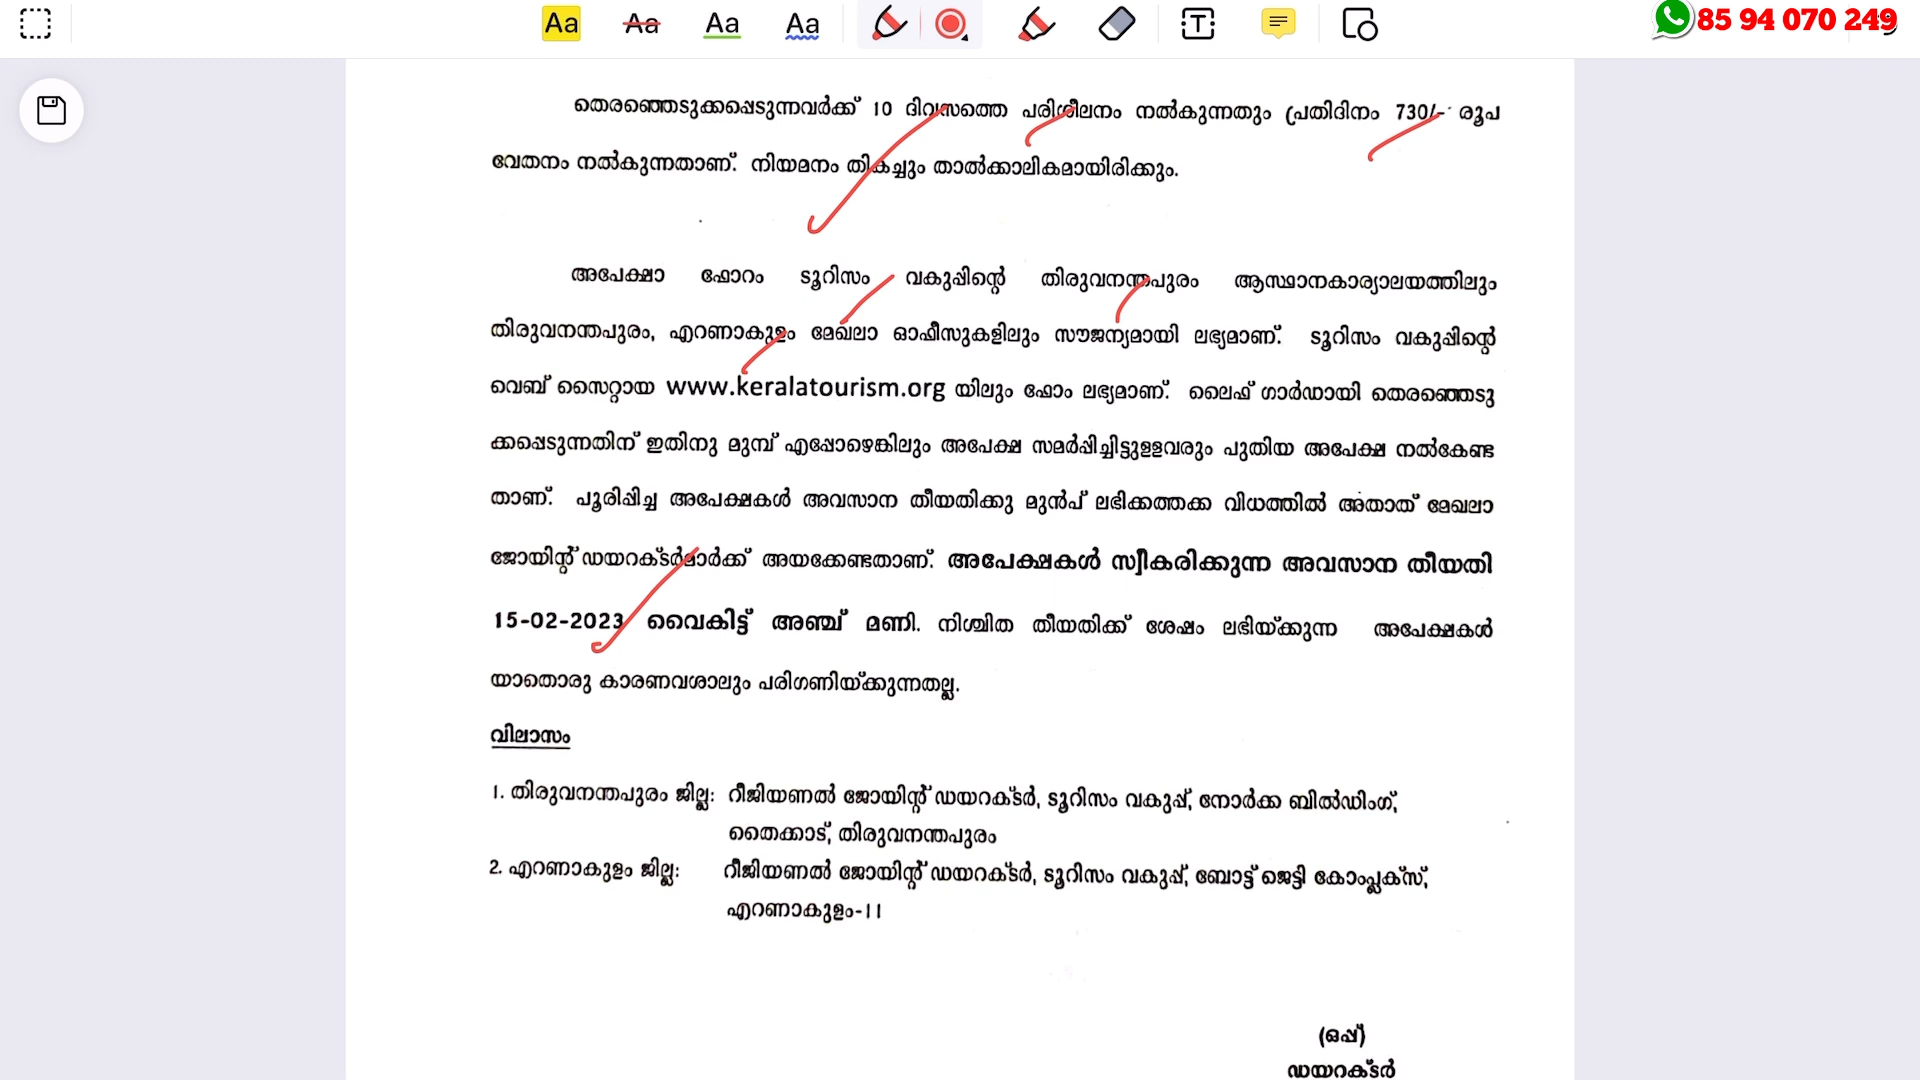 Aa Aa Aa Aa
85 94 070 249
തെരഞ്ഞെടുക്കപ്പെടുന്നവർക്ക് 10 ദിവസത്തെ പരിശീലനം നൽകുന്നതും പ്രതിദിനം 730/- രൂപ
വേതനം നൽകുന്നതാണ്. നിയമനം തികച്ചും താൽക്കാലികമായിരിക്കും.
അപേക്ഷാ ഫോറം ടൂറിസം വകുപ്പിന്റെ തിരുവനന്തപുരം ആസ്ഥാനകാര്യാലയത്തിലും
തിരുവനന്തപുരം, എറണാകുളം മേഖലാ ഓഫീസുകളിലും സൗജന്യമായി ലഭ്യമാണ്. ടൂറിസം വകുപ്പിന്റെ
വെബ് സൈറ്റായ www.keralatourism.org യിലും ഫോം ലഭ്യമാണ്. ലൈഫ് ഗാർഡായി തെരഞ്ഞെടു
ക്കപ്പെടുന്നതിന് ഇതിനു മുമ്പ് എപ്പോഴെങ്കിലും അപേക്ഷ സമർപ്പിച്ചിട്ടുളളവരും പുതിയ അപേക്ഷ നൽകേണ്ട
താണ്. പൂരിപ്പിച്ച അപേക്ഷകൾ അവസാന തീയതിക്കു മുൻപ് ലഭിക്കത്തക്ക വിധത്തിൽ അതാത് മേഖലാ
ജോയിന്റ് ഡയറക്ടർമാർക്ക് അയക്കേണ്ടതാണ്. അപേക്ഷകൾ സ്വീകരിക്കുന്ന അവസാന തീയതി
15-02-2023 വൈകിട്ട് അഞ്ച് മണി. നിശ്ചിത തീയതിക്ക് ശേഷം ലഭിയ്ക്കുന്ന അപേക്ഷകൾ
യാതൊരു കാരണവശാലും പരിഗണിയ്ക്കുന്നതല്ല.
വിലാസം
1. തിരുവനന്തപുരം ജില്ല: റീജിയണൽ ജോയിന്റ് ഡയറക്ടർ, ടൂറിസം വകുപ്പ്, നോർക്ക ബിൽഡിംഗ്,
തൈക്കാട്, തിരുവനന്തപുരം
2. എറണാകുളം ജില്ല: റീജിയണൽ ജോയിന്റ് ഡയറക്ടർ, ടൂറിസം വകുപ്പ്, ബോട്ട് ജെട്ടി കോംപ്ലക്സ്,
എറണാകുളം-11
(ഒപ്പ്)
ഡയറക്ടർ